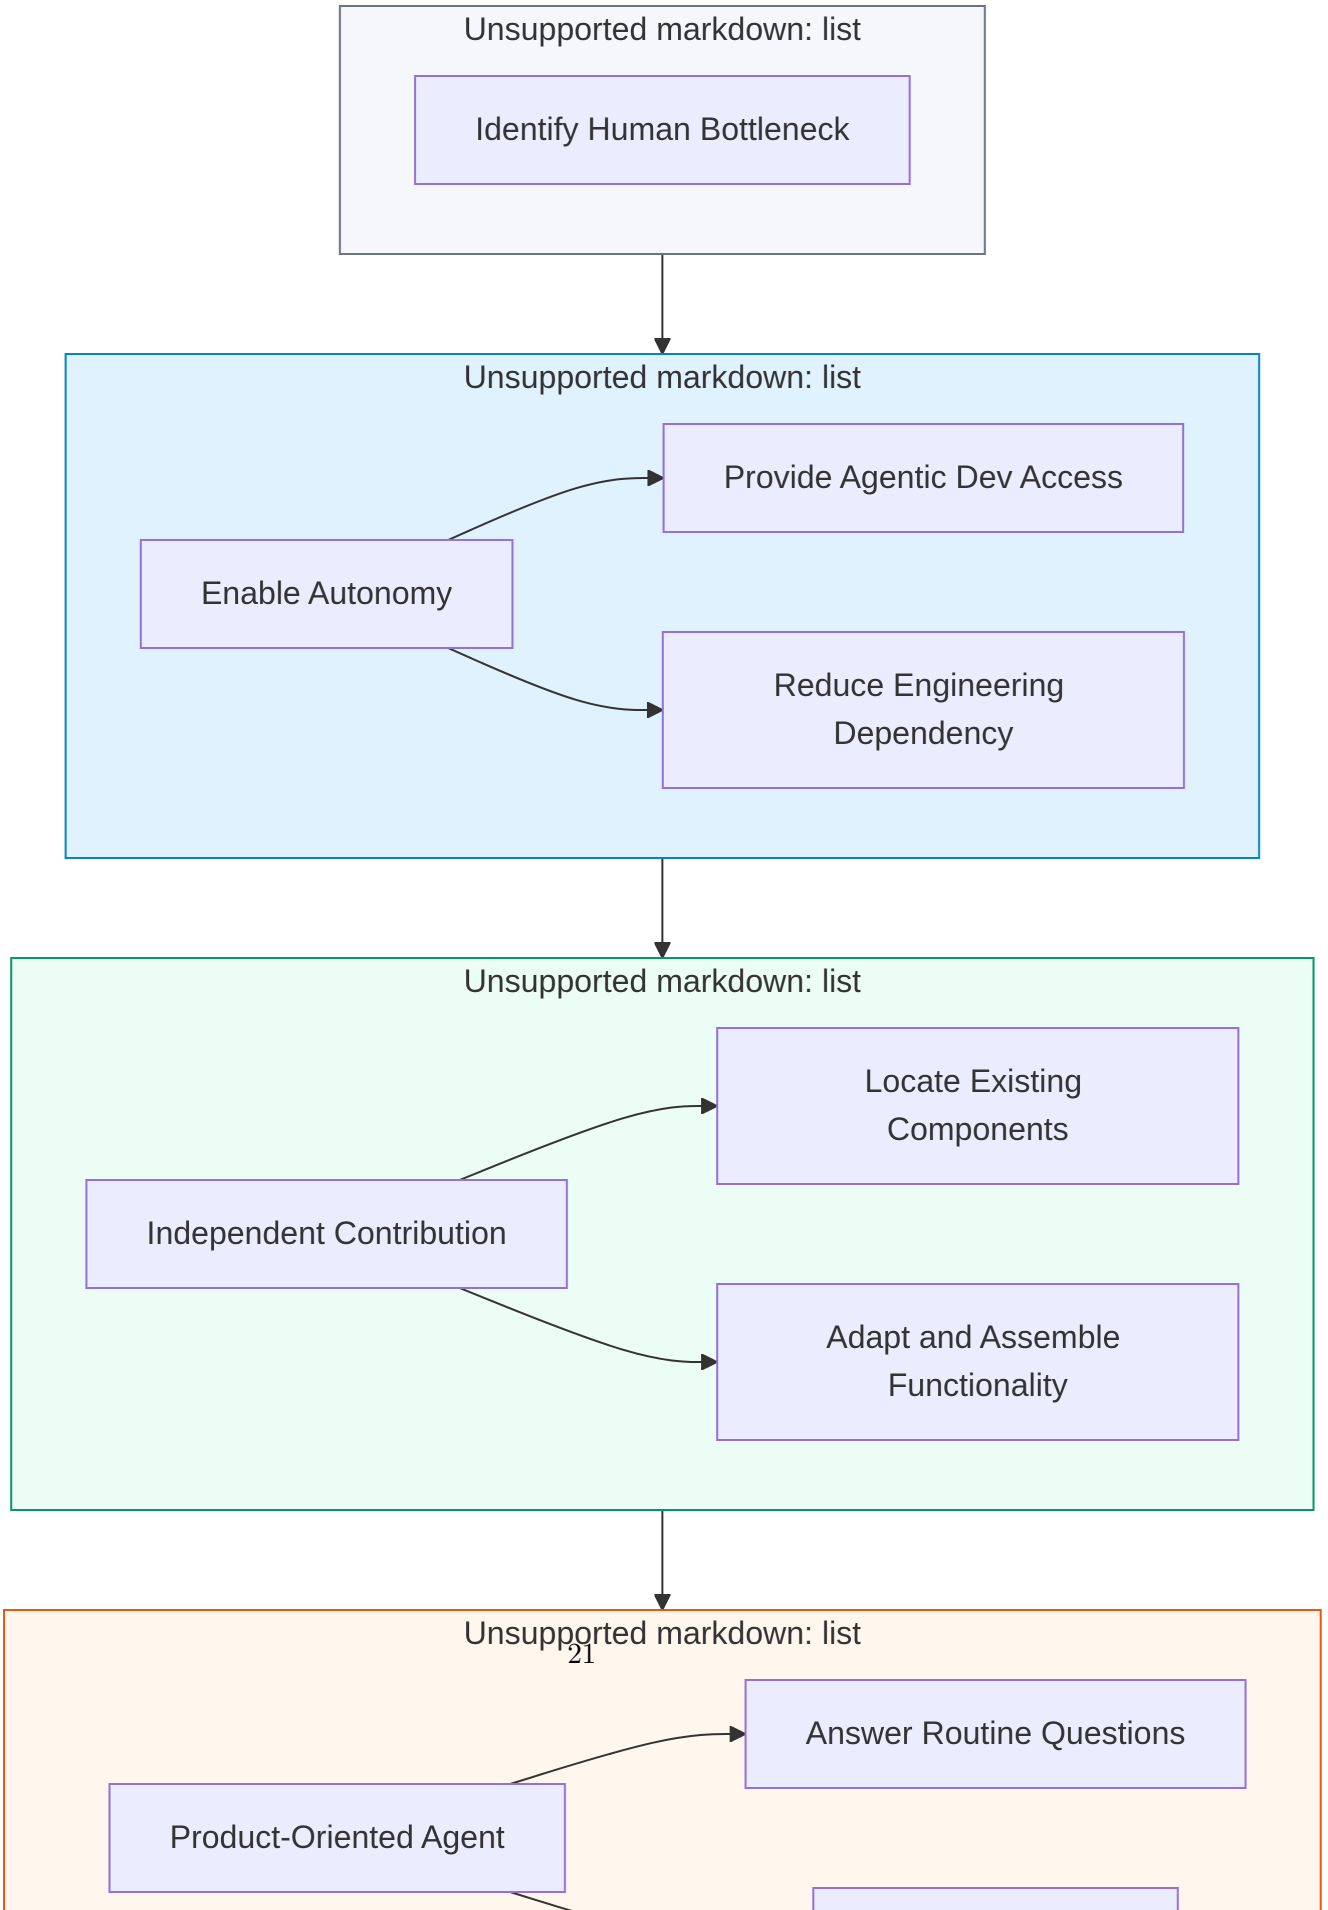 Unsupported markdown: list
Identify Human Bottleneck
Unsupported markdown: list
Provide Agentic Dev Access
Enable Autonomy
Reduce Engineering
Dependency
Unsupported markdown: list
Locate Existing
Components
Independent Contribution
Adapt and Assemble
Functionality
Unsupported markdown: list
21
Answer Routine Questions
Product-Oriented Agent